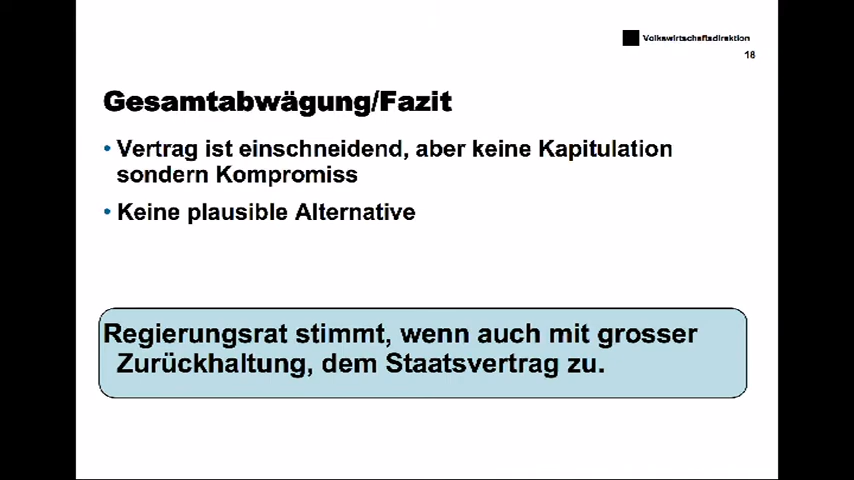 Volkswirtschaftsdirektion
18
Gesamtabwägung/Fazit
• Vertrag ist einschneidend, aber keine Kapitulation
sondern Kompromiss
• Keine plausible Alternative
Regierungsrat stimmt, wenn auch mit grosser
Zurückhaltung, dem Staatsvertrag zu.